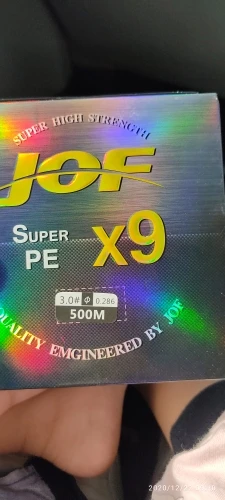 SUPER HIGH STRENGTH
JOF
SUPER PE x9
3.0# Φ 0.286
500M
QUALITY EMGINEERED BY JOF